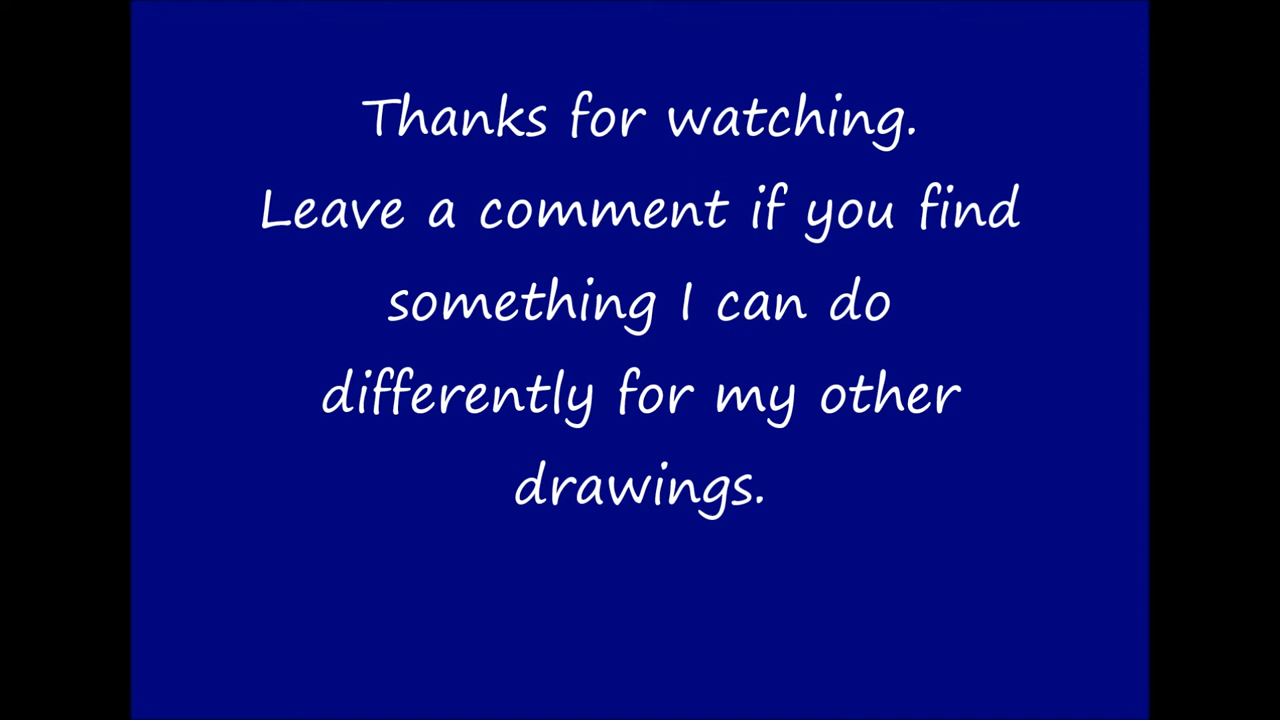 Thanks for watching.
Leave a comment if you find
something I can do
differently for my other
drawings.